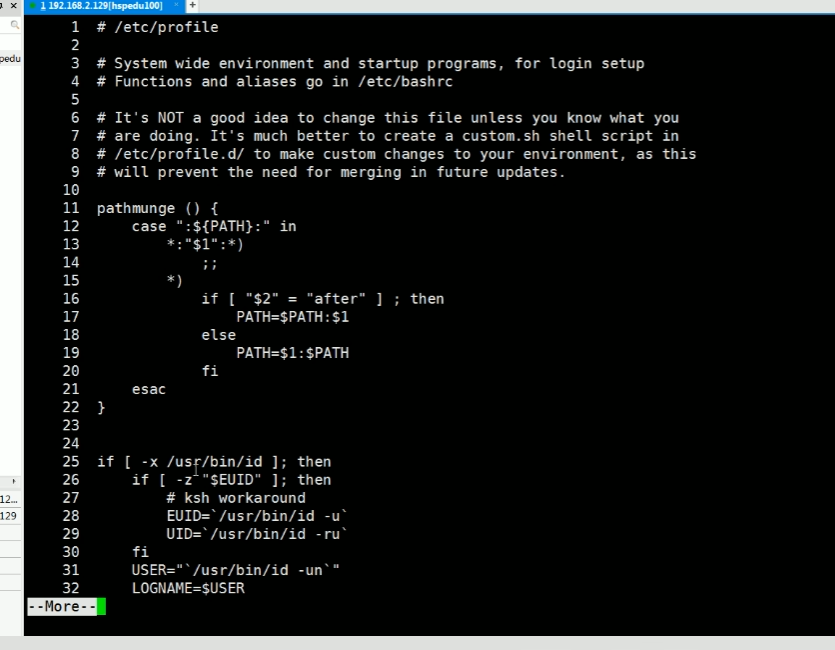 1 192.168.2.129[hspedu100] × +
pedu
12...
129
1 # /etc/profile
2
3 # System wide environment and startup programs, for login setup
4 # Functions and aliases go in /etc/bashrc
5
6 # It's NOT a good idea to change this file unless you know what you
7 # are doing. It's much better to create a custom.sh shell script in
8 # /etc/profile.d/ to make custom changes to your environment, as this
9 # will prevent the need for merging in future updates.
10
11 pathmunge () {
12     case ":${PATH}:" in
13         *:"$1":*)
14             ;;
15         *)
16             if [ "$2" = "after" ] ; then
17                 PATH=$PATH:$1
18             else
19                 PATH=$1:$PATH
20             fi
21     esac
22 }
23
24
25 if [ -x /usr/bin/id ]; then
26     if [ -z "$EUID" ]; then
27         # ksh workaround
28         EUID=`/usr/bin/id -u`
29         UID=`/usr/bin/id -ru`
30     fi
31     USER="`/usr/bin/id -un`"
32     LOGNAME=$USER
--More--